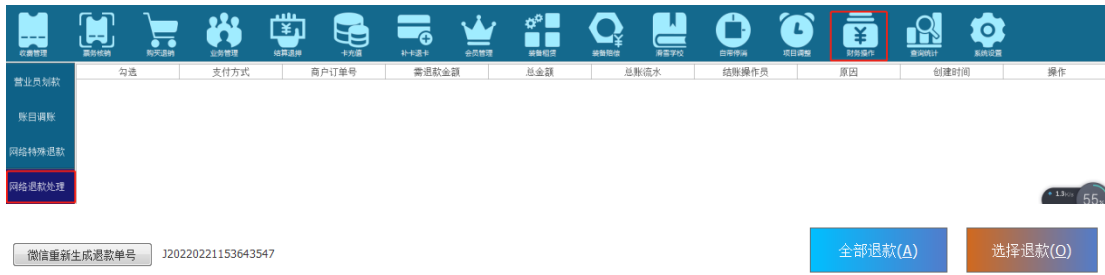 收费管理 票务核销 购买退纳 业务管理 结算退押 卡充值 补卡退卡 会员管理 装备租赁 装备赔偿 滑雪学校 自带停消 项目调整 财务操作 查询统计 系统设置
勾选 支付方式 商户订单号 需退款金额 总金额 总账流水 结账操作员 原因 创建时间 操作
营业员划款
账目调账
网络特殊退款
网络退款处理
55%
微信重新生成退款单号 J20220221153643547 全部退款(A) 选择退款(O)